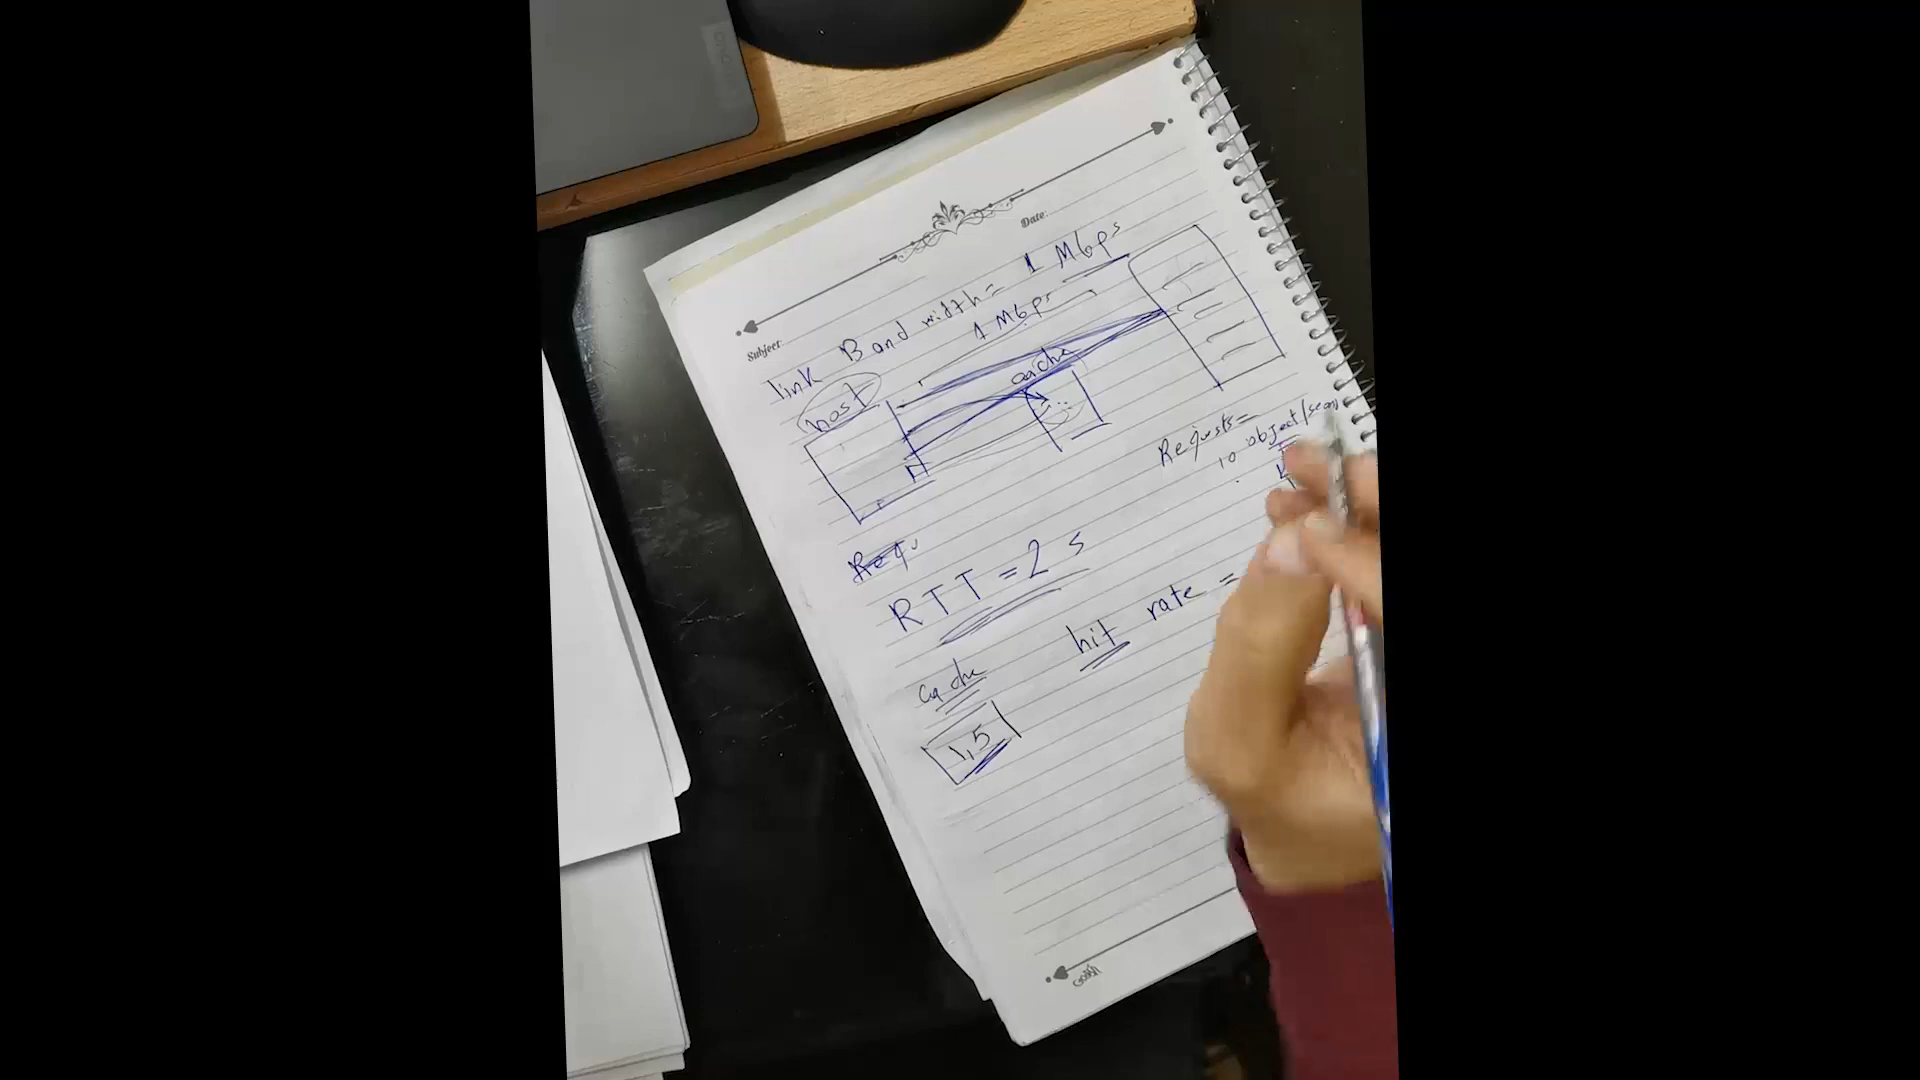 Date:
Subject:
link Band width = 1 Mbps
1 Mbps
host
cache
Requests =
10 object/
Requ
RTT = 2 s
hit rate =
cache
1,5